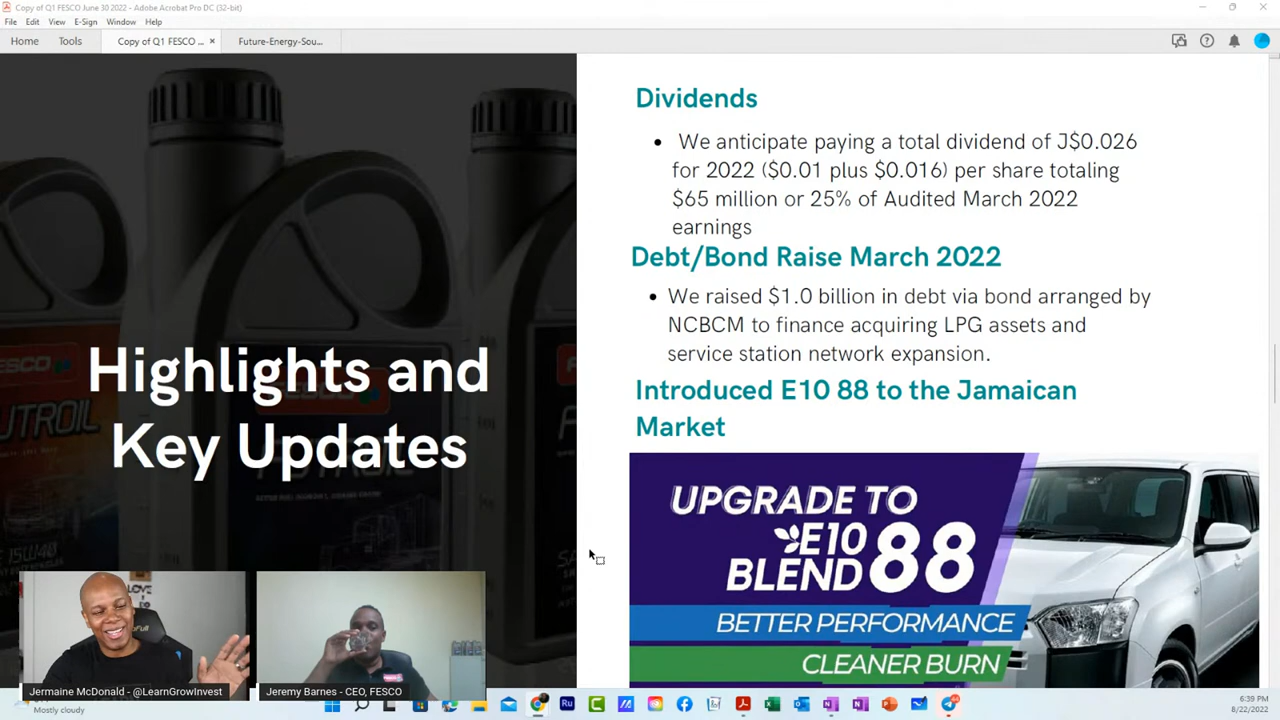 Copy of Q1 FESCO June 30 2022 - Adobe Acrobat Pro DC (32-bit)
File Edit View E-Sign Window Help
Home Tools Copy of Q1 FESCO ... × Future-Energy-Sou...
Highlights and
Key Updates
Dividends
• We anticipate paying a total dividend of J$0.026
for 2022 ($0.01 plus $0.016) per share totaling
$65 million or 25% of Audited March 2022
earnings
Debt/Bond Raise March 2022
• We raised $1.0 billion in debt via bond arranged by
NCBCM to finance acquiring LPG assets and
service station network expansion.
Introduced E10 88 to the Jamaican
Market
UPGRADE TO
E10
BLEND 88
BETTER PERFORMANCE
CLEANER BURN
Jermaine McDonald - @LearnGrowInvest
Jeremy Barnes - CEO, FESCO
Mostly cloudy
Ru
6:39 PM
8/22/2022